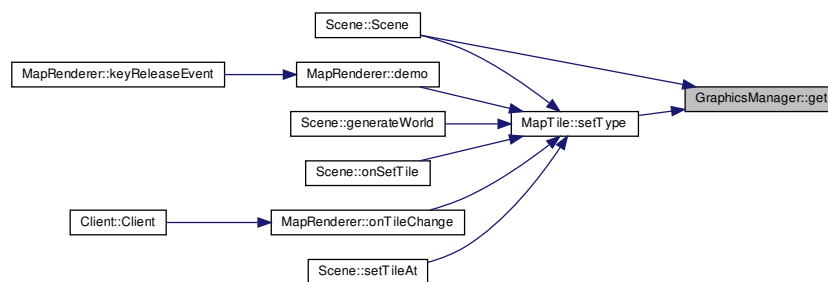 Scene::Scene
MapRenderer::keyReleaseEvent
MapRenderer::demo
GraphicsManager::get
Scene::generateWorld
MapTile::setType
Scene::onSetTile
Client::Client
MapRenderer::onTileChange
Scene::setTileAt